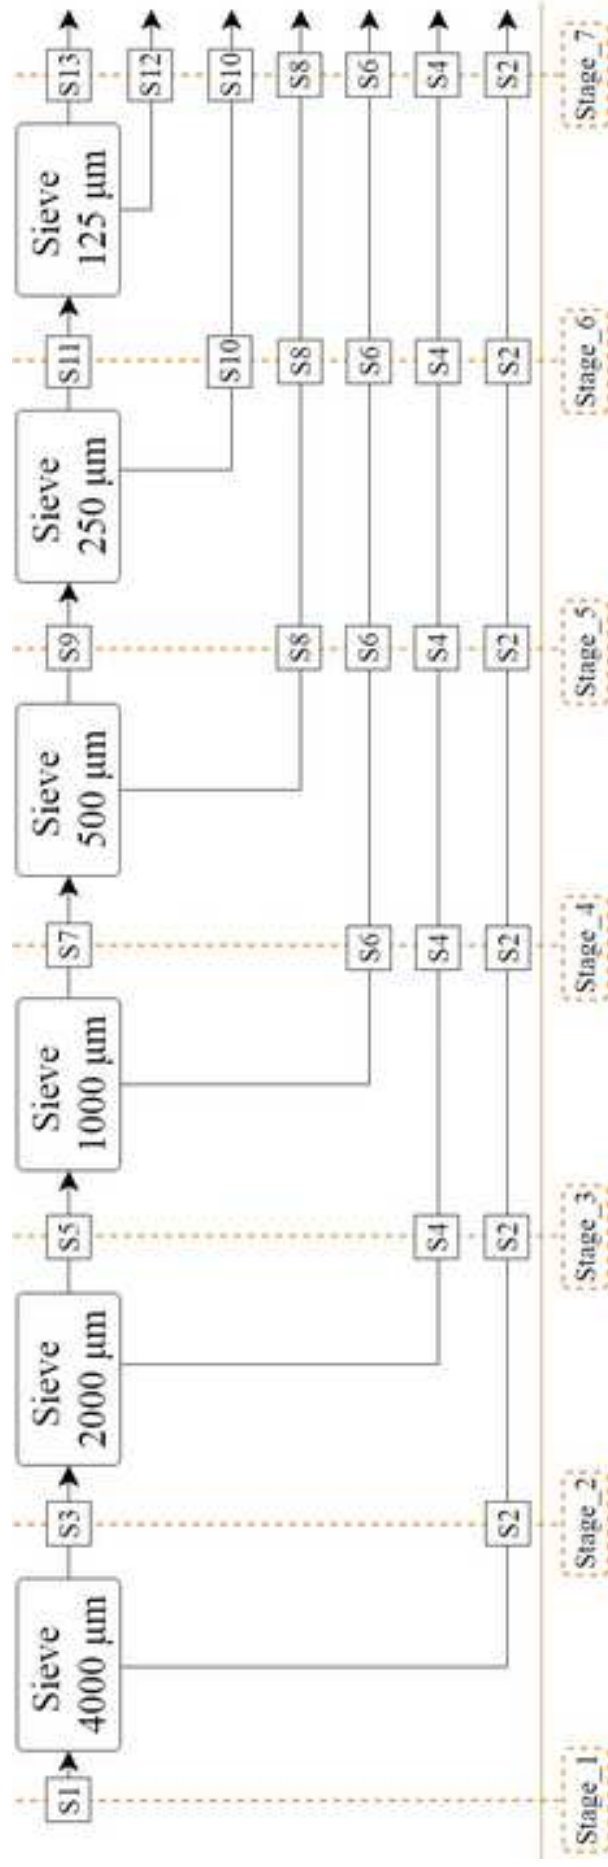 S1
Sieve
4000 µm
S3
Sieve
2000 µm
S5
Sieve
1000 µm
S7
Sieve
500 µm
S9
Sieve
250 µm
S11
Sieve
125 µm
S13
S12
S10
S10
S8
S8
S8
S6
S6
S6
S6
S4
S4
S4
S4
S4
S2
S2
S2
S2
S2
S2
Stage_1
Stage_2
Stage_3
Stage_4
Stage_5
Stage_6
Stage_7